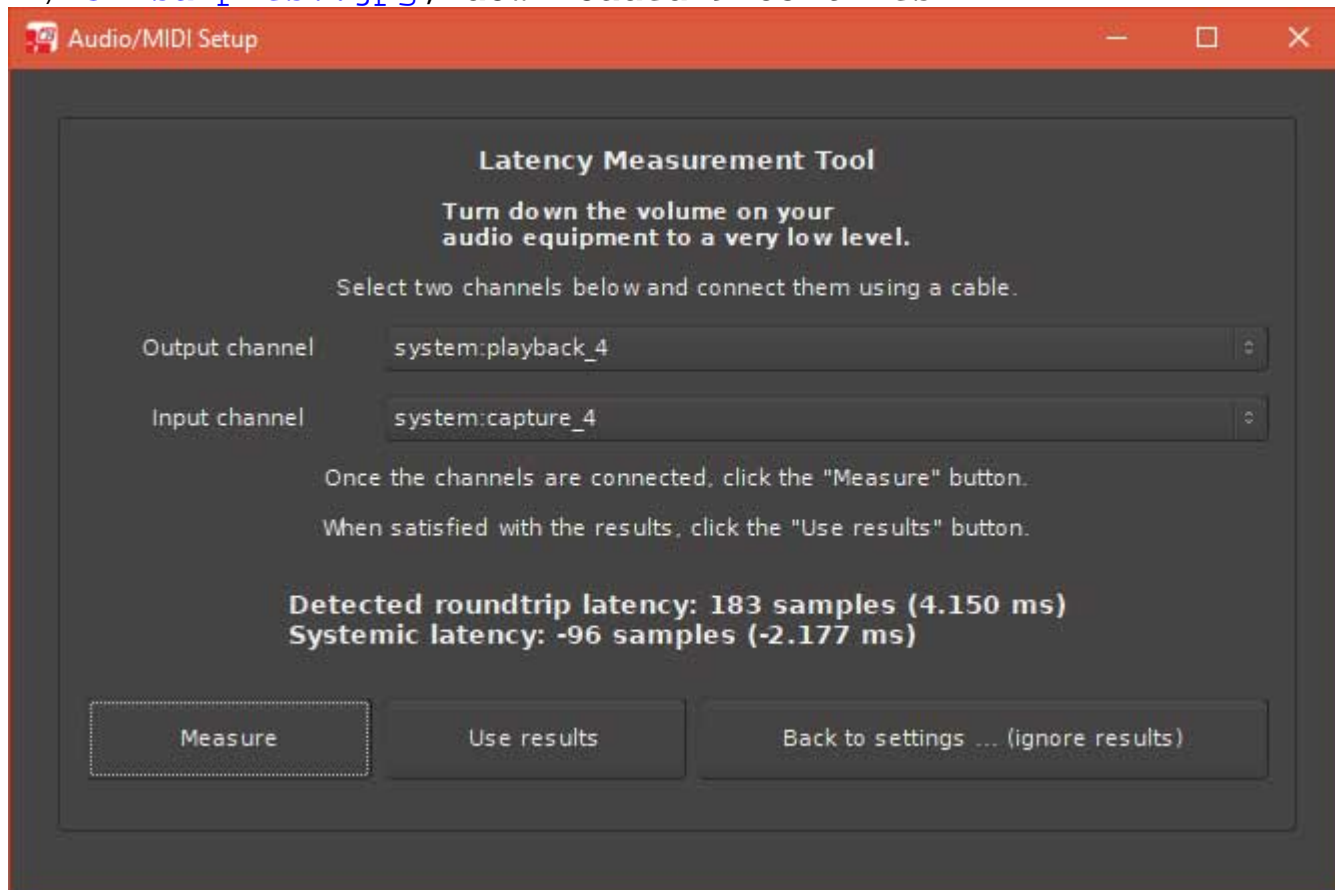 Audio/MIDI Setup
Latency Measurement Tool
Turn down the volume on your
audio equipment to a very low level.
Select two channels below and connect them using a cable.
Output channel system:playback_4
Input channel system:capture_4
Once the channels are connected, click the "Measure" button.
When satisfied with the results, click the "Use results" button.
Detected roundtrip latency: 183 samples (4.150 ms)
Systemic latency: -96 samples (-2.177 ms)
Measure Use results Back to settings ... (ignore results)